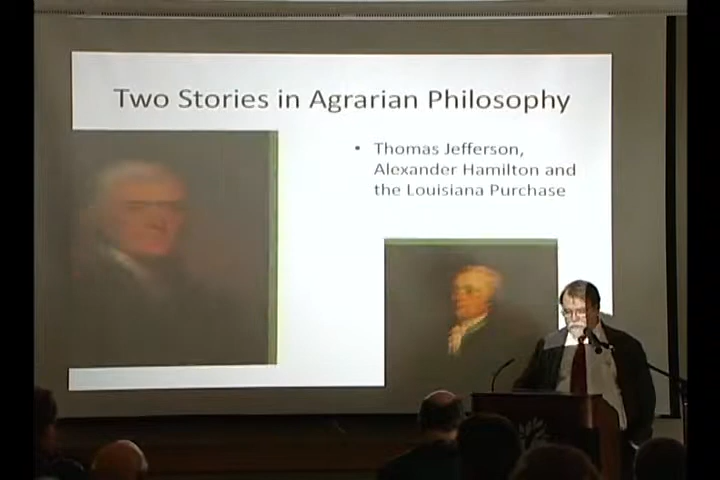 Two Stories in Agrarian Philosophy
• Thomas Jefferson,
Alexander Hamilton and
the Louisiana Purchase